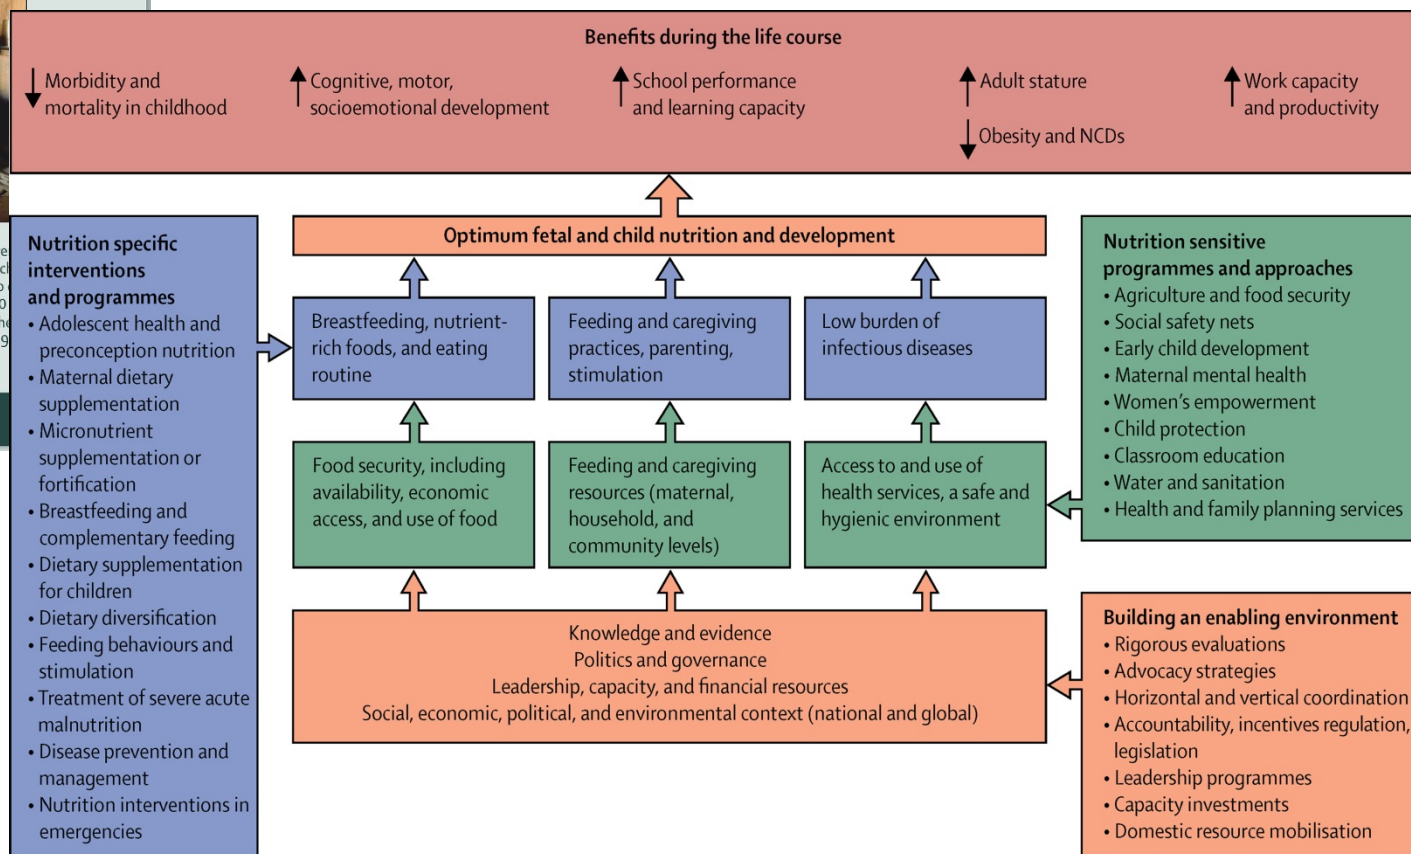 Benefits during the life course
Morbidity and
mortality in childhood
Cognitive, motor,
socioemotional development
School performance
and learning capacity
Adult stature
Obesity and NCDs
Work capacity
and productivity
Nutrition specific
interventions
and programmes
• Adolescent health and
preconception nutrition
• Maternal dietary
supplementation
• Micronutrient
supplementation or
fortification
• Breastfeeding and
complementary feeding
• Dietary supplementation
for children
• Dietary diversification
• Feeding behaviours and
stimulation
• Treatment of severe acute
malnutrition
• Disease prevention and
management
• Nutrition interventions in
emergencies
Optimum fetal and child nutrition and development
Breastfeeding, nutrient-
rich foods, and eating
routine
Feeding and caregiving
practices, parenting,
stimulation
Low burden of
infectious diseases
Food security, including
availability, economic
access, and use of food
Feeding and caregiving
resources (maternal,
household, and
community levels)
Access to and use of
health services, a safe and
hygienic environment
Knowledge and evidence
Politics and governance
Leadership, capacity, and financial resources
Social, economic, political, and environmental context (national and global)
Nutrition sensitive
programmes and approaches
• Agriculture and food security
• Social safety nets
• Early child development
• Maternal mental health
• Women's empowerment
• Child protection
• Classroom education
• Water and sanitation
• Health and family planning services
Building an enabling environment
• Rigorous evaluations
• Advocacy strategies
• Horizontal and vertical coordination
• Accountability, incentives regulation,
legislation
• Leadership programmes
• Capacity investments
• Domestic resource mobilisation